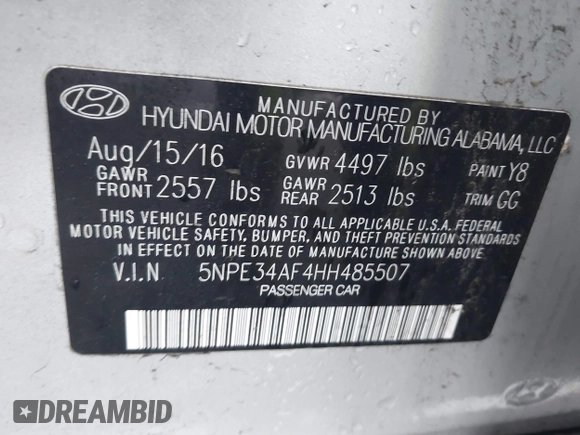 MANUFACTURED BY
HYUNDAI MOTOR MANUFACTURING ALABAMA, LLC
Aug/15/16 GVWR 4497 lbs PAINT Y8
GAWR FRONT 2557 lbs GAWR REAR 2513 lbs TRIM GG
THIS VEHICLE CONFORMS TO ALL APPLICABLE U.S.A. FEDERAL
MOTOR VEHICLE SAFETY, BUMPER, AND THEFT PREVENTION STANDARDS
IN EFFECT ON THE DATE OF MANUFACTURE SHOWN ABOVE.
V.I.N 5NPE34AF4HH485507
PASSENGER CAR
DREAMBID